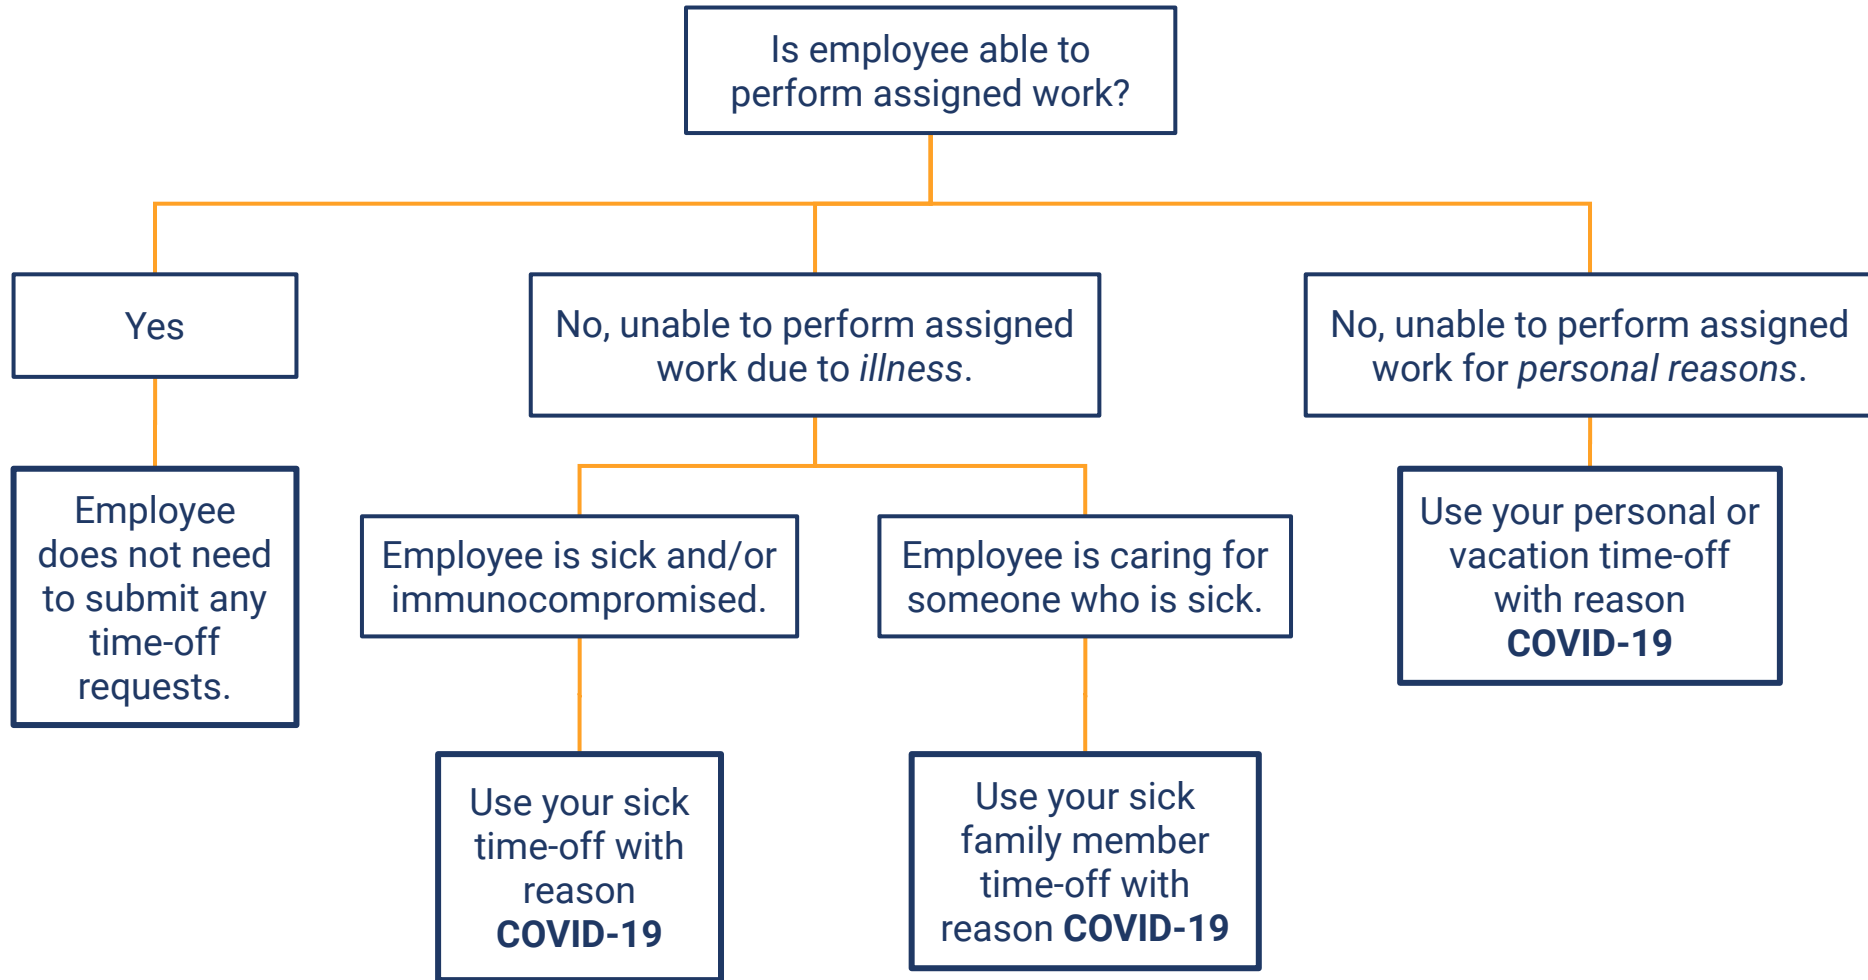 Is employee able to
perform assigned work?
Yes
No, unable to perform assigned
work due to illness.
No, unable to perform assigned
work for personal reasons.
Employee
does not need
to submit any
time-off
requests.
Employee is sick and/or
immunocompromised.
Employee is caring for
someone who is sick.
Use your personal or
vacation time-off
with reason
COVID-19
Use your sick
time-off with
reason
COVID-19
Use your sick
family member
time-off with
reason COVID-19